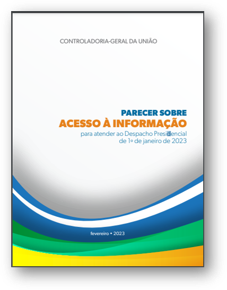 CONTROLADORIA-GERAL DA UNIÃO
PARECER SOBRE
ACESSO À INFORMAÇÃO
para atender ao Despacho Presidencial
de 1º de janeiro de 2023
fevereiro • 2023